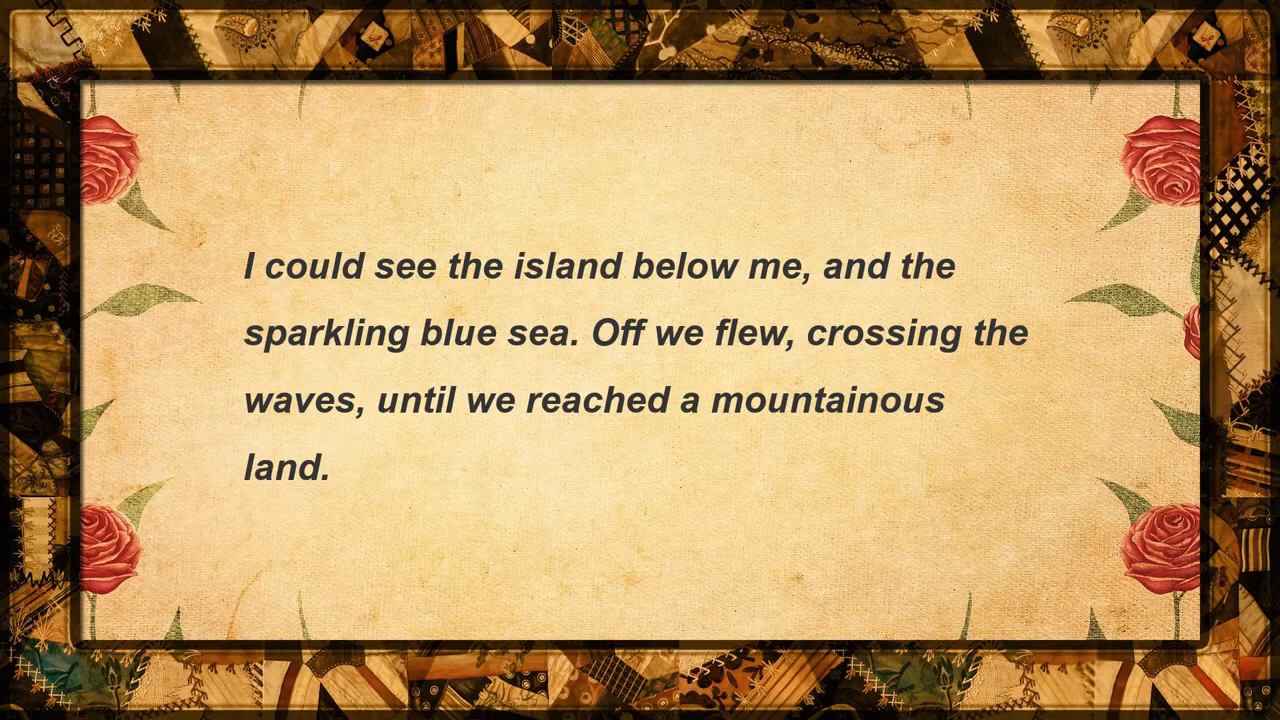 I could see the island below me, and the
sparkling blue sea. Off we flew, crossing the
waves, until we reached a mountainous
land.